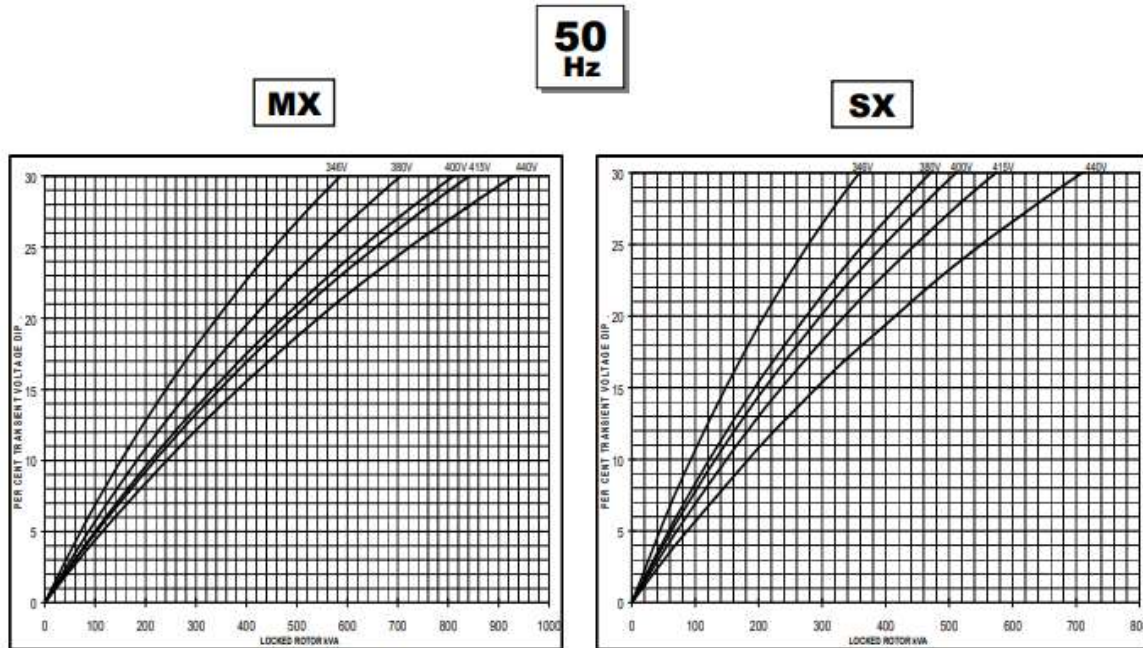 50
Hz
MX
SX
346V 380V 400V 415V 440V
30
25
20
15
10
5
0
PER CENT TRANSIENT VOLTAGE DIP
0 100 200 300 400 500 600 700 800 900 1000
LOCKED ROTOR kVA
346V 380V 400V 415V 440V
30
25
20
15
10
5
0
PER CENT TRANSIENT VOLTAGE DIP
0 100 200 300 400 500 600 700 80
LOCKED ROTOR kVA